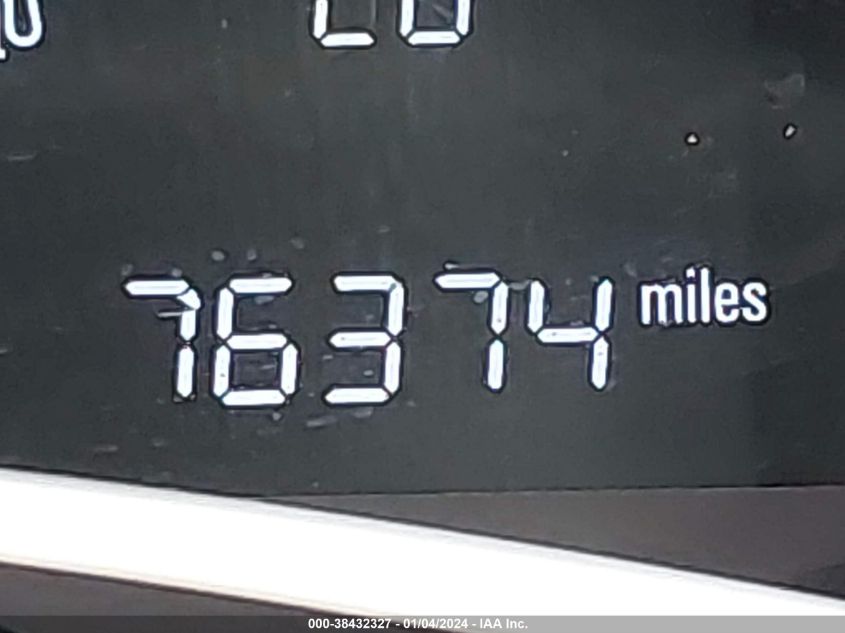 76374 miles
000-38432327 - 01/04/2024 - IAA Inc.